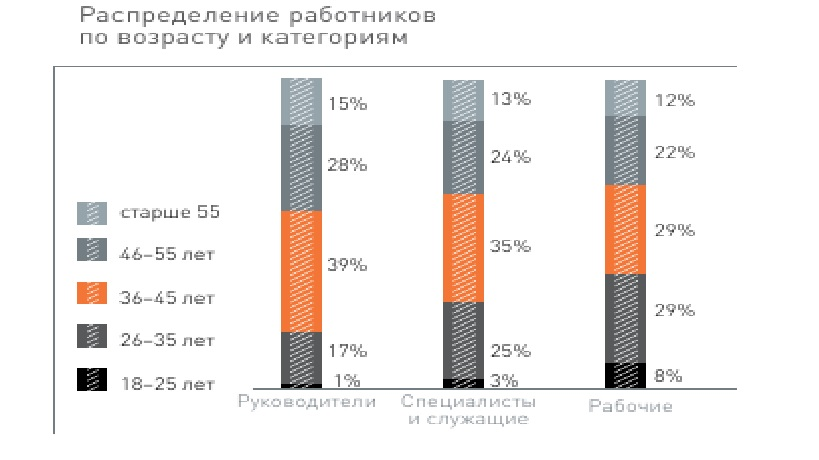 Распределение работников
по возрасту и категориям
15%
28%
39%
17%
1%
13%
24%
35%
25%
3%
12%
22%
29%
29%
8%
старше 55
46–55 лет
36–45 лет
26–35 лет
18–25 лет
Руководители
Специалисты
и служащие
Рабочие